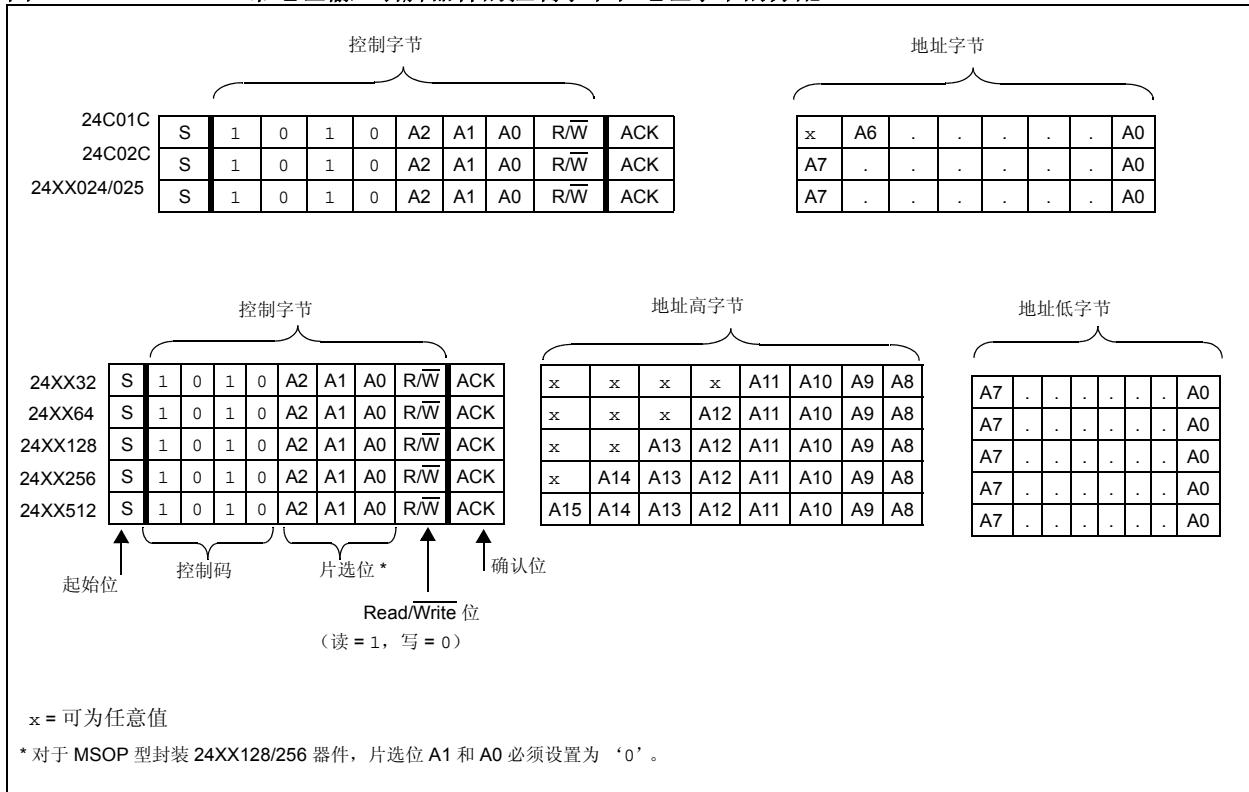 控制字节 地址字节
24C01C S 1 0 1 0 A2 A1 A0 R/W ACK x A6 . . . . . A0
24C02C S 1 0 1 0 A2 A1 A0 R/W ACK A7 . . . . . . A0
24XX024/025 S 1 0 1 0 A2 A1 A0 R/W ACK A7 . . . . . . A0
控制字节 地址高字节 地址低字节
24XX32 S 1 0 1 0 A2 A1 A0 R/W ACK x x x x A11 A10 A9 A8 A7 . . . . . . A0
24XX64 S 1 0 1 0 A2 A1 A0 R/W ACK x x x A12 A11 A10 A9 A8 A7 . . . . . . A0
24XX128 S 1 0 1 0 A2 A1 A0 R/W ACK x x A13 A12 A11 A10 A9 A8 A7 . . . . . . A0
24XX256 S 1 0 1 0 A2 A1 A0 R/W ACK x A14 A13 A12 A11 A10 A9 A8 A7 . . . . . . A0
24XX512 S 1 0 1 0 A2 A1 A0 R/W ACK A15 A14 A13 A12 A11 A10 A9 A8 A7 . . . . . . A0
起始位 控制码 片选位 * 确认位
Read/Write 位
（读 = 1，写 = 0）
x = 可为任意值
* 对于 MSOP 型封装 24XX128/256 器件，片选位 A1 和 A0 必须设置为 ‘0’。